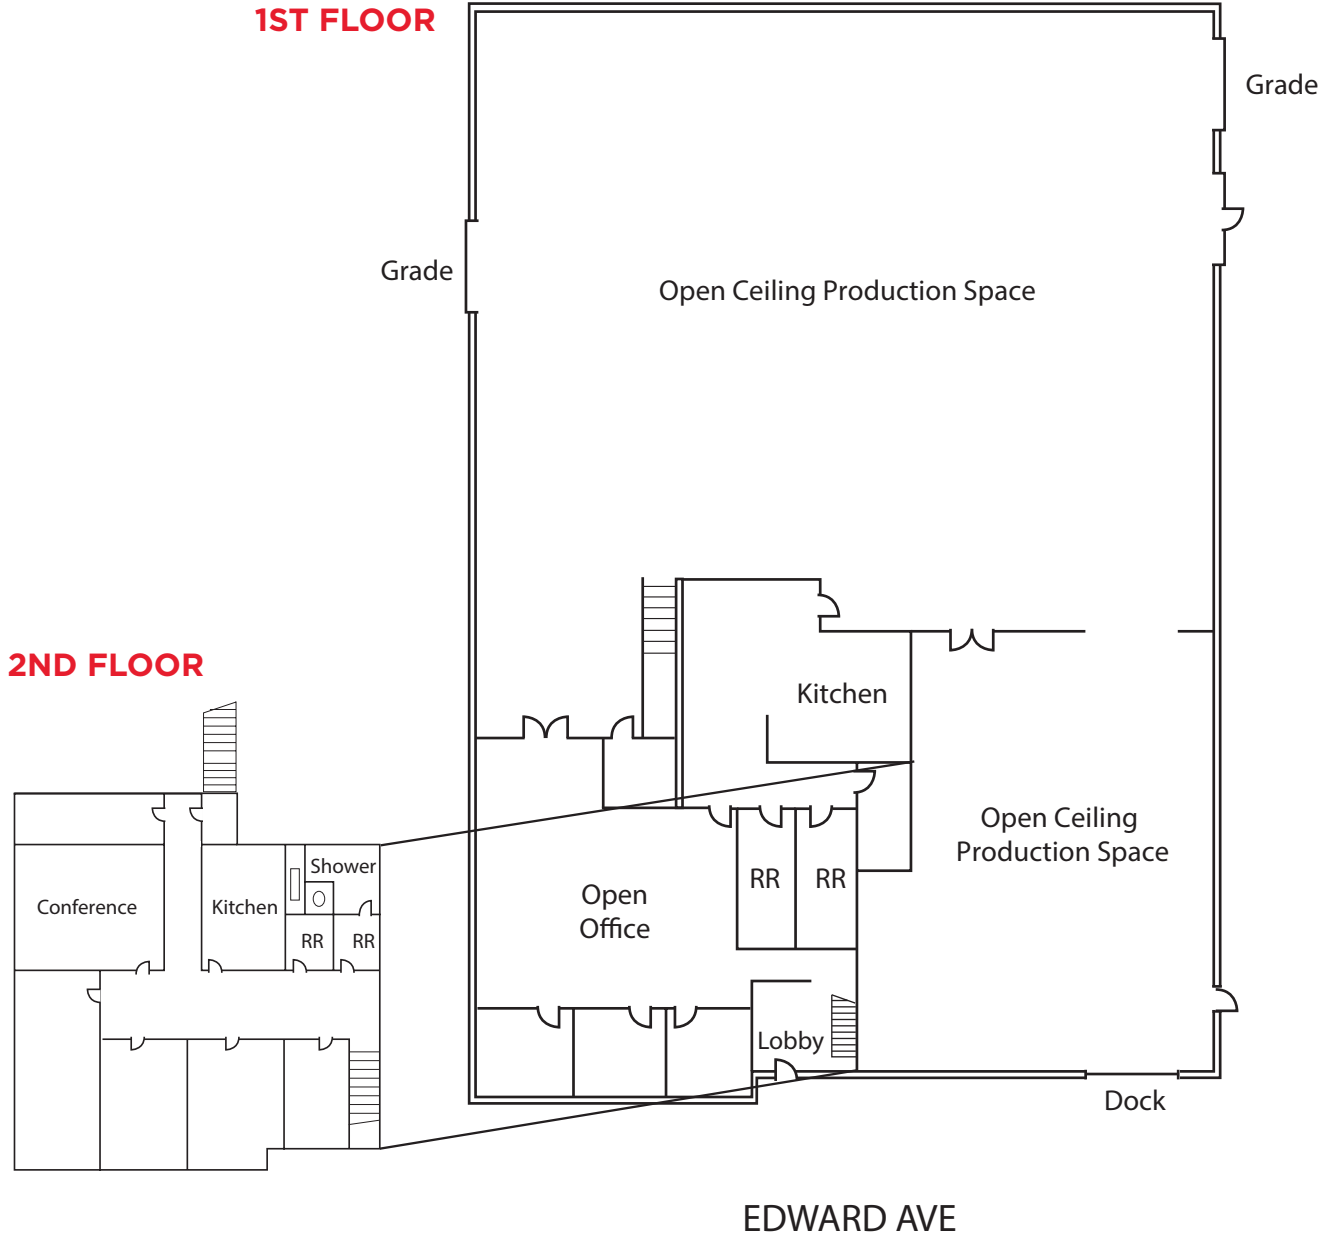 1ST FLOOR
Grade
Grade
Open Ceiling Production Space
2ND FLOOR
Kitchen
Open Ceiling
Production Space
Shower
RR
RR
Open
Office
Conference
Kitchen
RR
RR
Lobby
Dock
EDWARD AVE